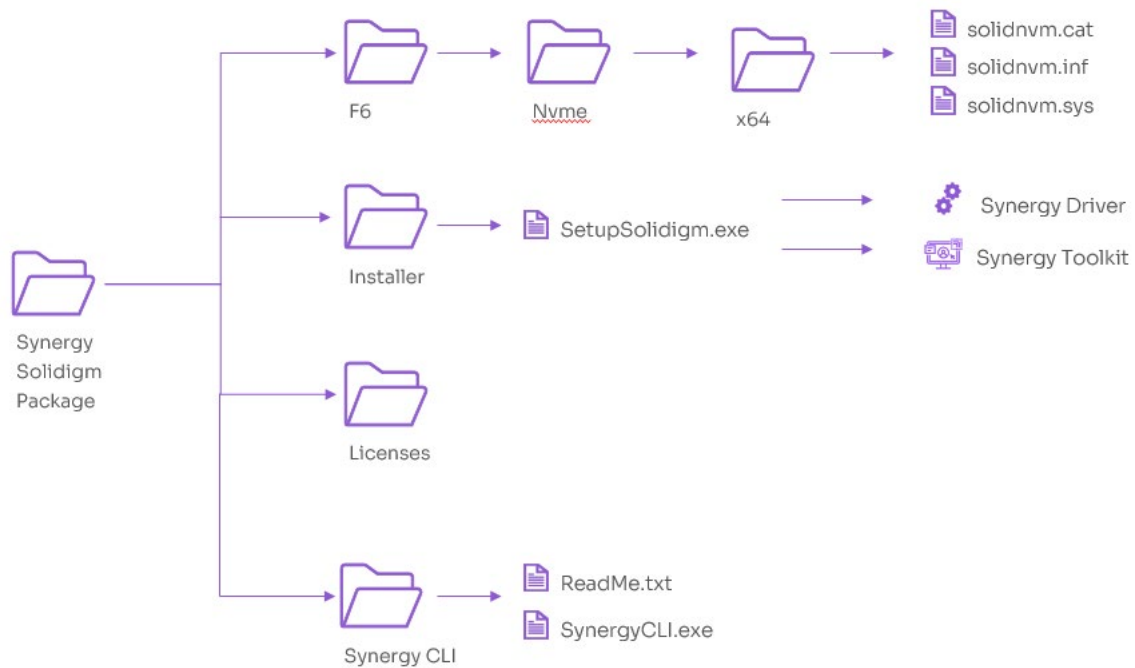 F6
Nvme
x64
solidnvm.cat
solidnvm.inf
solidnvm.sys
Installer
SetupSolidigm.exe
Synergy Driver
Synergy Toolkit
Synergy
Solidigm
Package
Licenses
Synergy CLI
ReadMe.txt
SynergyCLI.exe